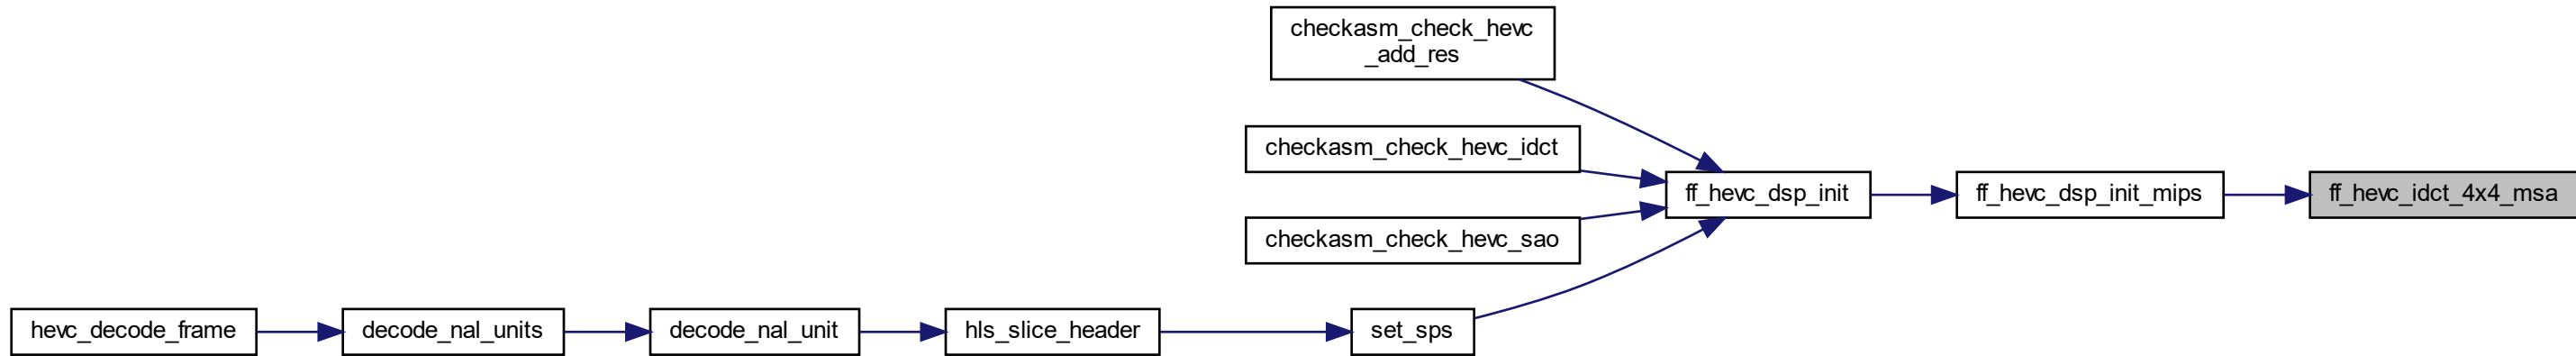 checkasm_check_hevc
_add_res
checkasm_check_hevc_idct
ff_hevc_dsp_init
ff_hevc_dsp_init_mips
ff_hevc_idct_4x4_msa
checkasm_check_hevc_sao
hevc_decode_frame
decode_nal_units
decode_nal_unit
hls_slice_header
set_sps